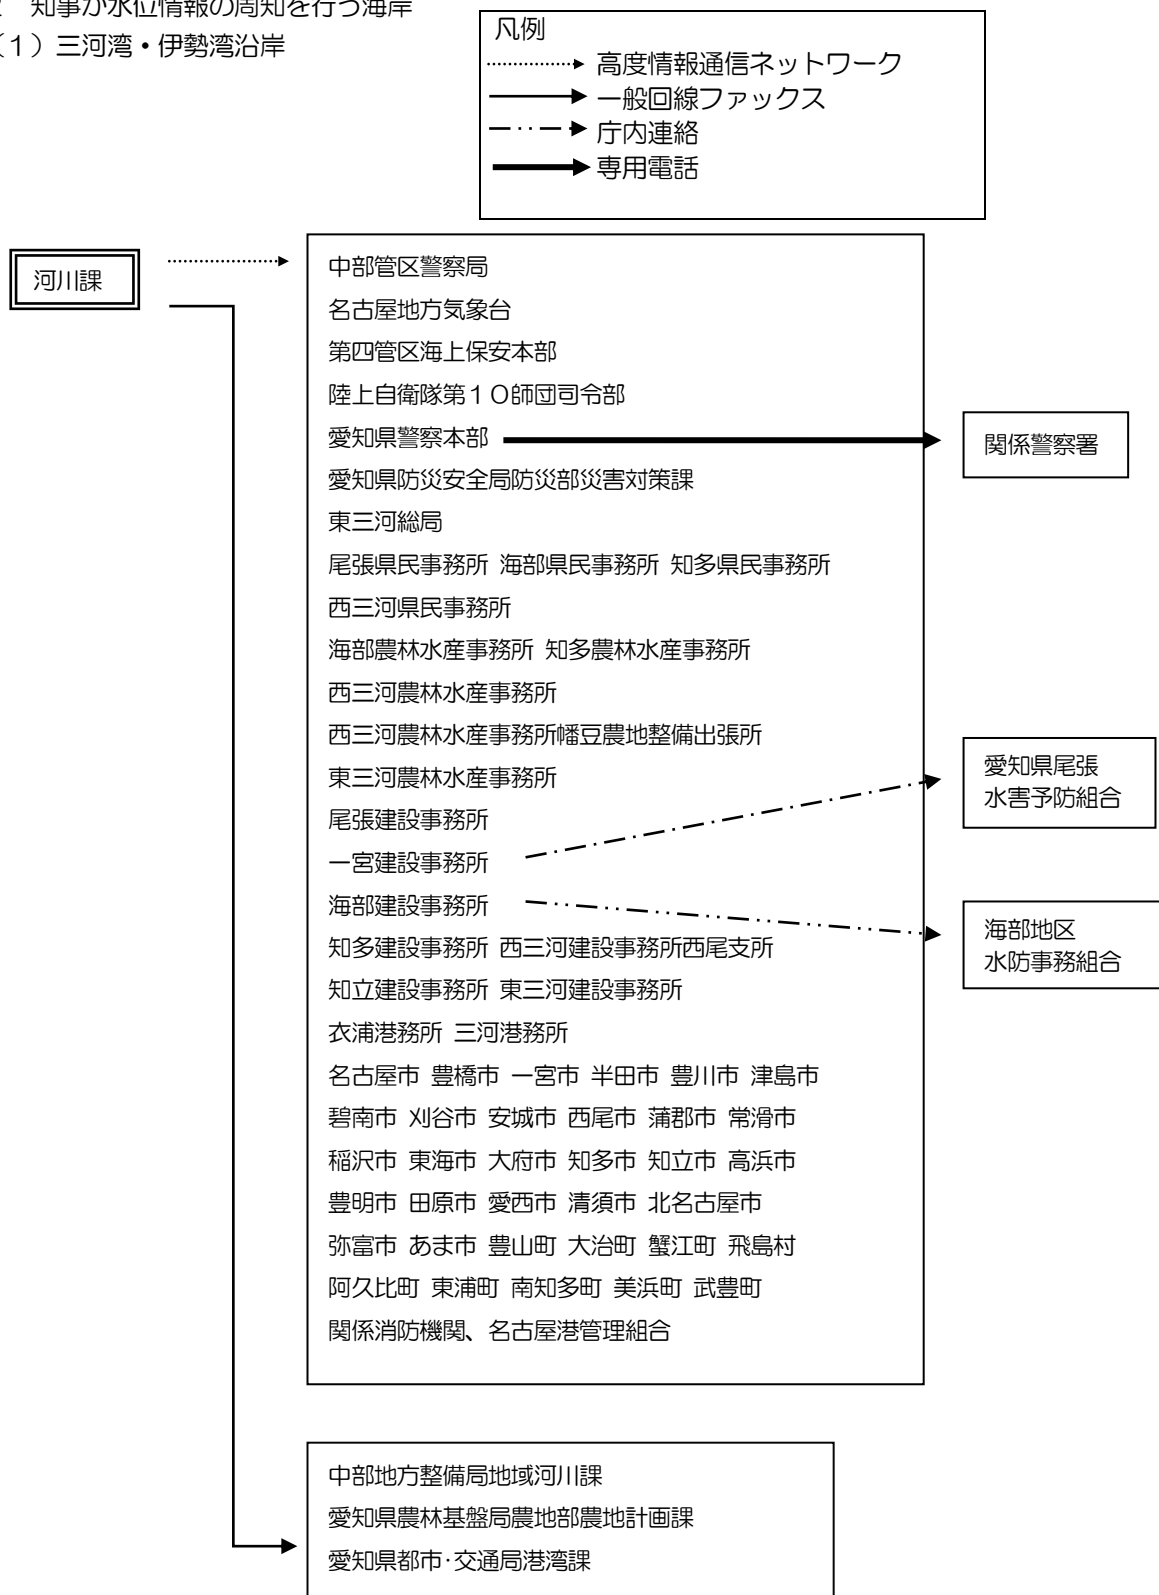 知事が水位情報の周知を行う海岸
(1)三河湾・伊勢湾沿岸
凡例
高度情報通信ネットワーク
一般回線ファックス
庁内連絡
専用電話
河川課
中部管区警察局
名古屋地方気象台
第四管区海上保安本部
陸上自衛隊第10師団司令部
愛知県警察本部
関係警察署
愛知県防災安全局防災部災害対策課
東三河総局
尾張県民事務所 海部県民事務所 知多県民事務所
西三河県民事務所
海部農林水産事務所 知多農林水産事務所
西三河農林水産事務所
西三河農林水産事務所幡豆農地整備出張所
東三河農林水産事務所
尾張建設事務所
一宮建設事務所
愛知県尾張
水害予防組合
海部建設事務所
海部地区
水防事務組合
知多建設事務所 西三河建設事務所西尾支所
知立建設事務所 東三河建設事務所
衣浦港務所 三河港務所
名古屋市 豊橋市 一宮市 半田市 豊川市 津島市
碧南市 刈谷市 安城市 西尾市 蒲郡市 常滑市
稲沢市 東海市 大府市 知多市 知立市 高浜市
豊明市 田原市 愛西市 清須市 北名古屋市
弥富市 あま市 豊山町 大治町 蟹江町 飛島村
阿久比町 東浦町 南知多町 美浜町 武豊町
関係消防機関、名古屋港管理組合
中部地方整備局地域河川課
愛知県農林基盤局農地部農地計画課
愛知県都市・交通局港湾課